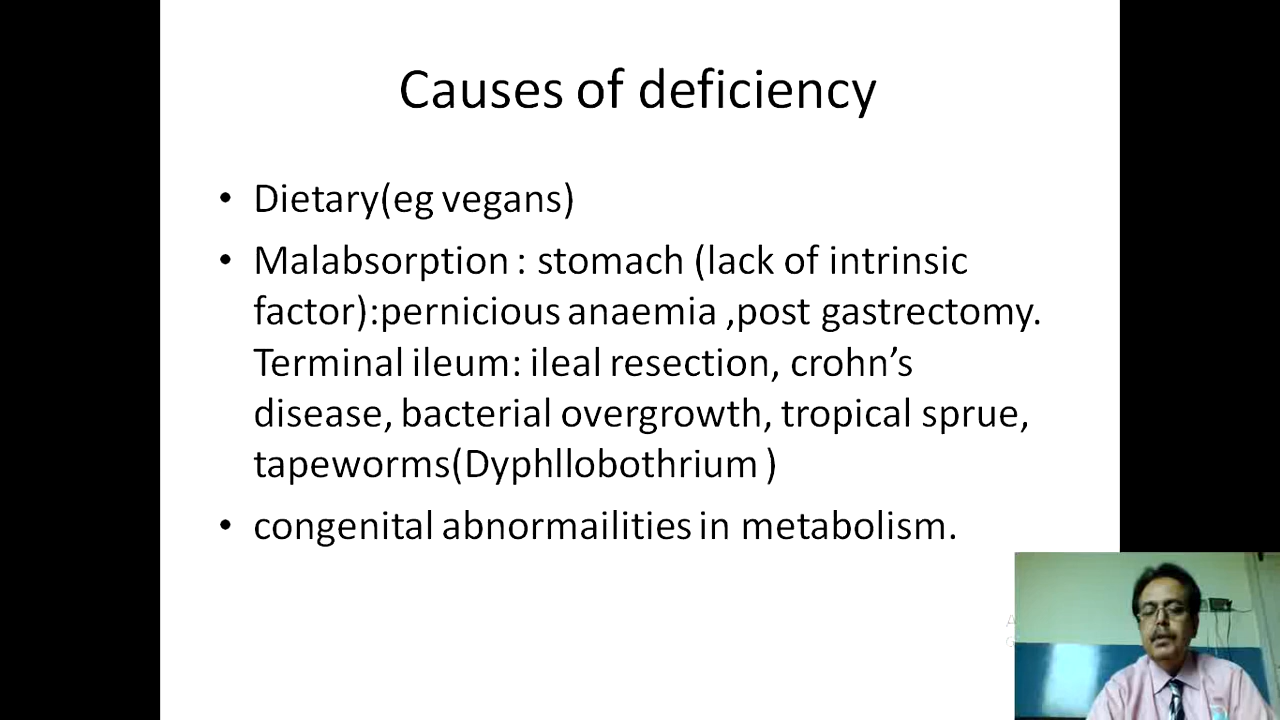 Causes of deficiency
• Dietary(eg vegans)
• Malabsorption : stomach (lack of intrinsic
factor):pernicious anaemia ,post gastrectomy.
Terminal ileum: ileal resection, crohn’s
disease, bacterial overgrowth, tropical sprue,
tapeworms(Dyphllobothrium )
• congenital abnormailities in metabolism.